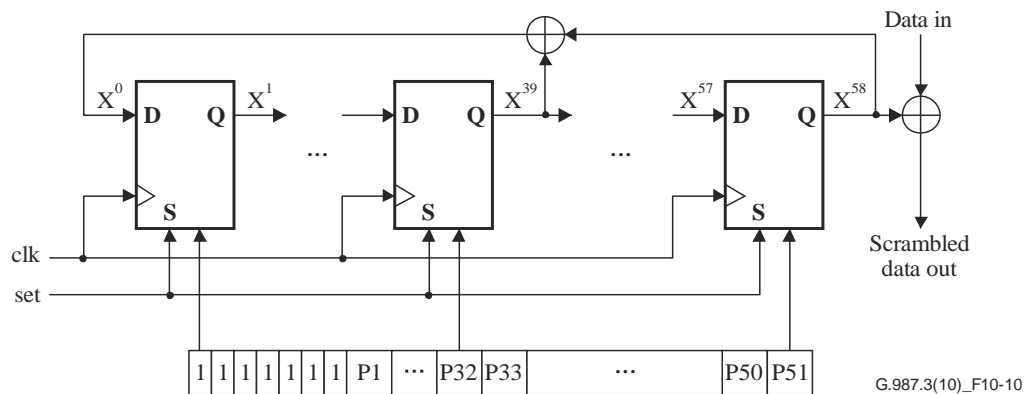 Data in
X0 D Q X1 D Q X39 X57 D Q X58
... ...
S S S
clk
Scrambled
data out
set
1 1 1 1 1 1 1 P1 ... P32 P33 ... P50 P51
G.987.3(10)_F10-10